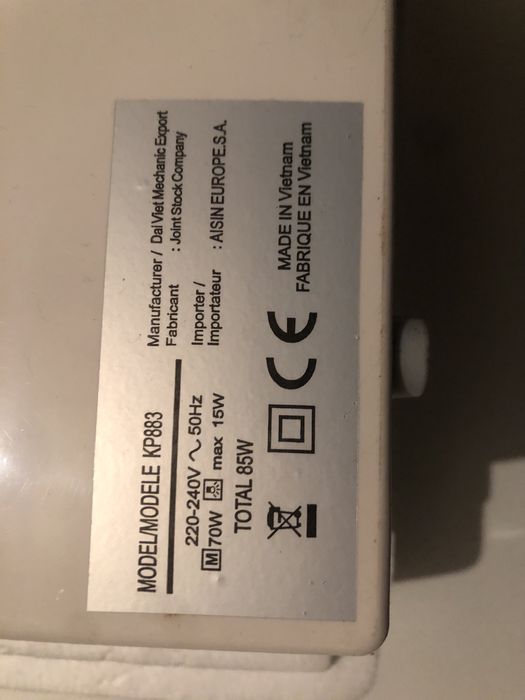 MODEL/MODELE KP883
220-240V ~ 50Hz
M 70W max 15W
TOTAL 85W
Manufacturer / Dai Viet Mechanic Export
Fabricant : Joint Stock Company
Importer /
Importateur : AISIN EUROPE.S.A.
MADE IN Vietnam
FABRIQUE EN Vietnam
CE